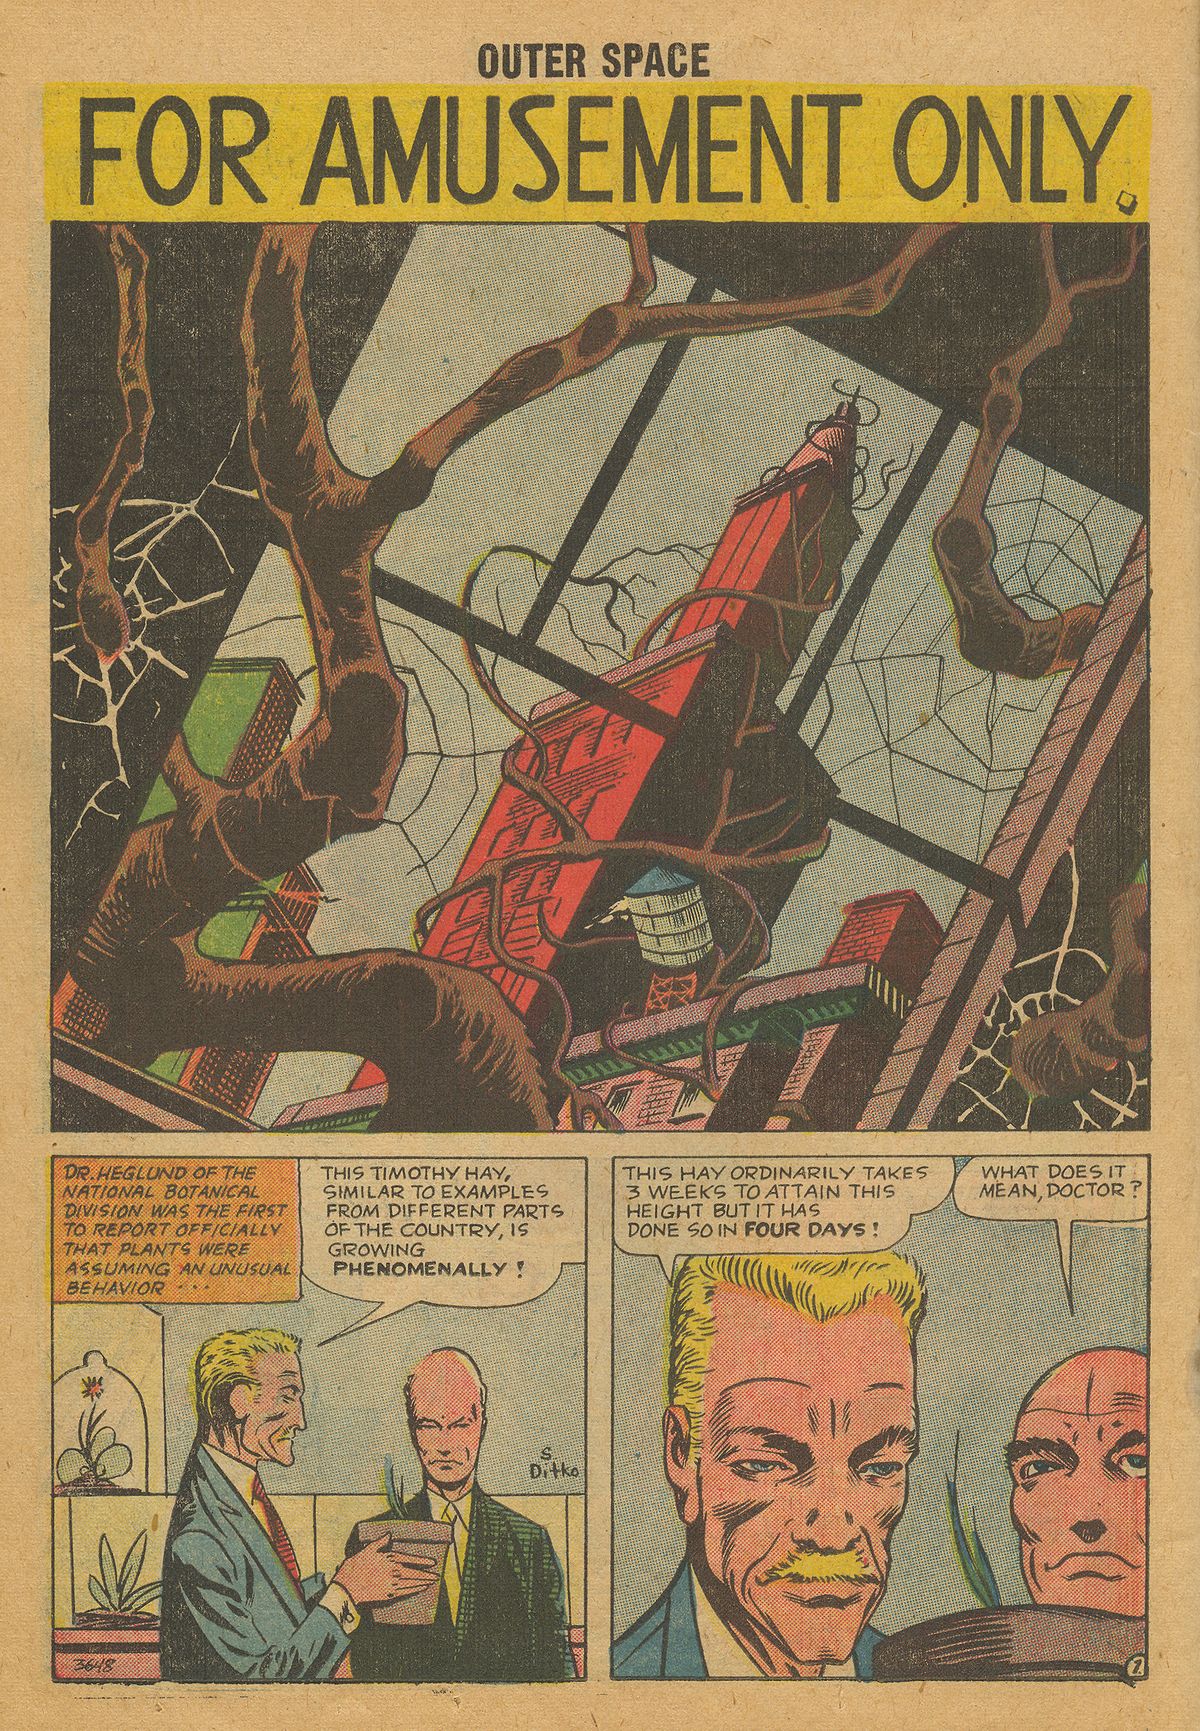 OUTER SPACE
FOR AMUSEMENT ONLY.
DR. HEGLUND OF THE
NATIONAL BOTANICAL
DIVISION WAS THE FIRST
TO REPORT OFFICIALLY
THAT PLANTS WERE
ASSUMING AN UNUSUAL
BEHAVIOR ...
THIS TIMOTHY HAY,
SIMILAR TO EXAMPLES
FROM DIFFERENT PARTS
OF THE COUNTRY, IS
GROWING
PHENOMENALLY!
S.
Ditko
3648
THIS HAY ORDINARILY TAKES
3 WEEKS TO ATTAIN THIS
HEIGHT BUT IT HAS
DONE SO IN FOUR DAYS!
WHAT DOES IT
MEAN, DOCTOR?
1